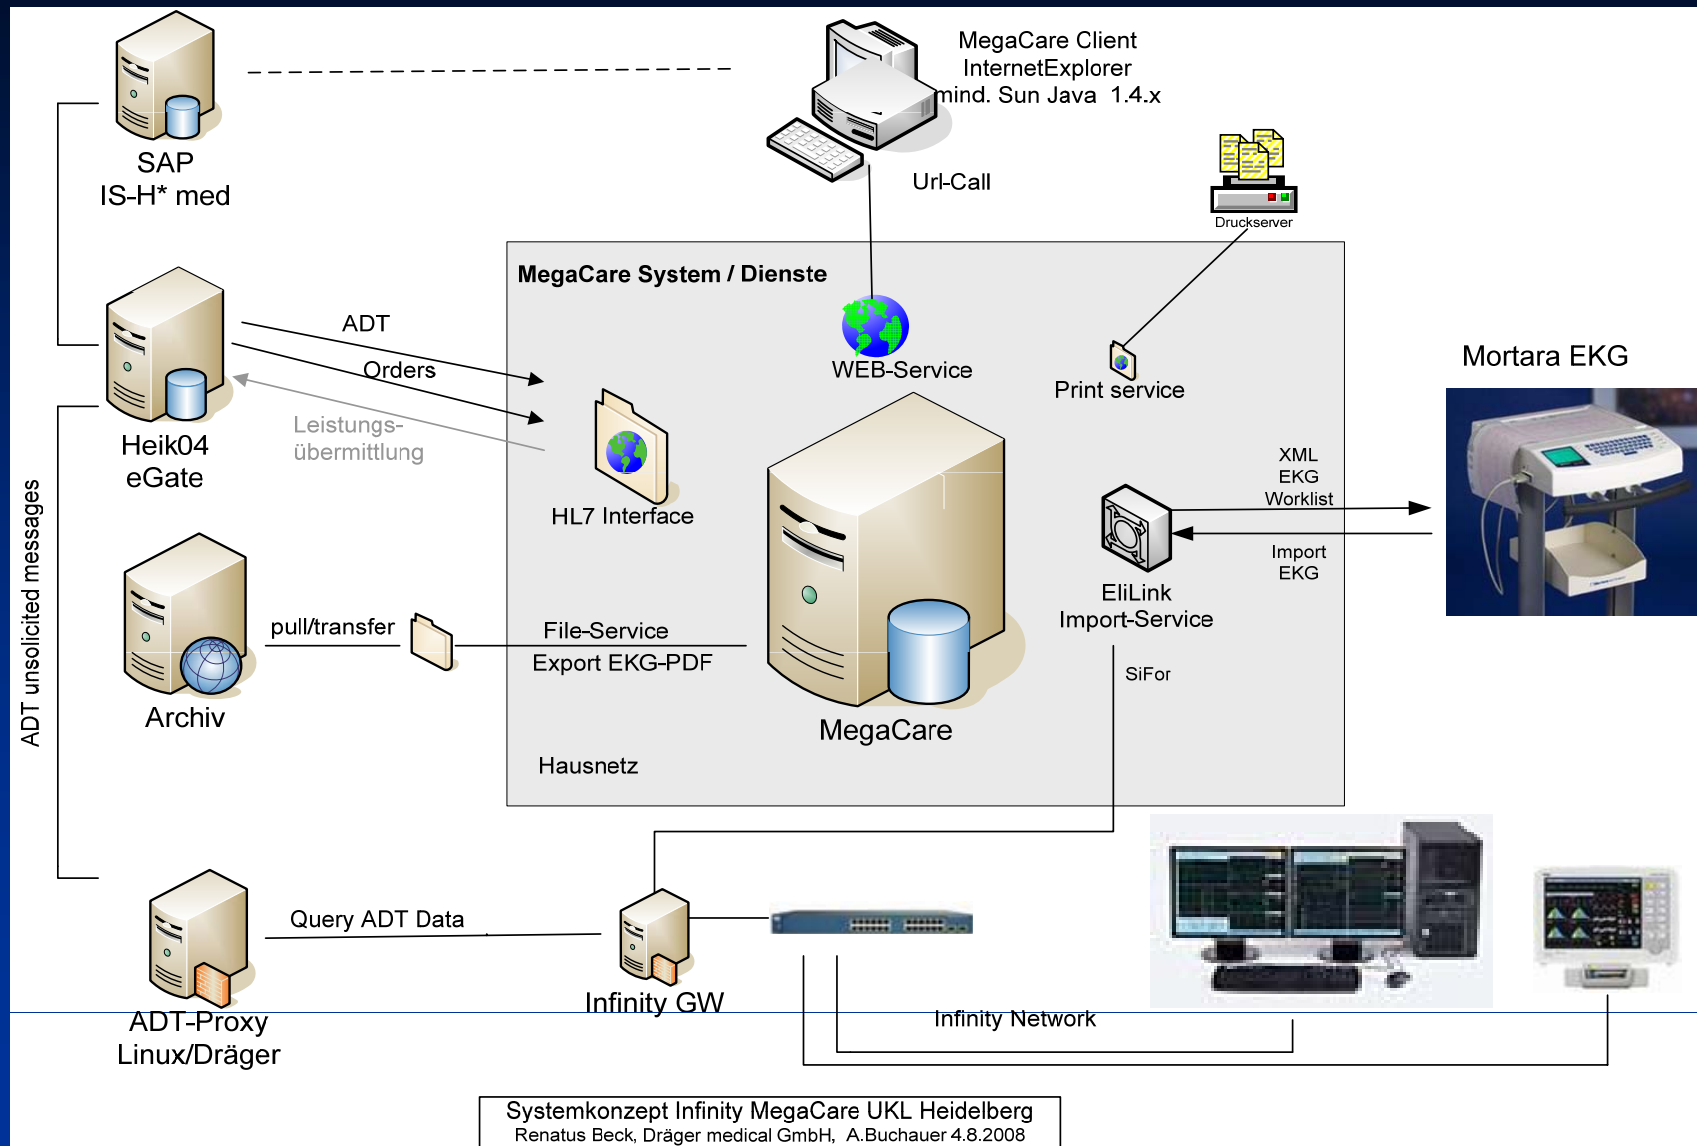 MegaCare Client
InternetExplorer
mind. Sun Java 1.4.x
SAP
IS-H* med
Url-Call
Druckserver
MegaCare System / Dienste
ADT
Orders
Leistungs-
übermittlung
WEB-Service
Print service
Mortara EKG
Heik04
eGate
HL7 Interface
XML
EKG
Worklist
Import
EKG
ADT unsolicited messages
EliLink
Import-Service
pull/transfer
File-Service
Export EKG-PDF
SiFor
Archiv
MegaCare
Hausnetz
Query ADT Data
Infinity GW
Infinity Network
ADT-Proxy
Linux/Dräger
Systemkonzept Infinity MegaCare UKL Heidelberg
Renatus Beck, Dräger medical GmbH, A.Buchauer 4.8.2008